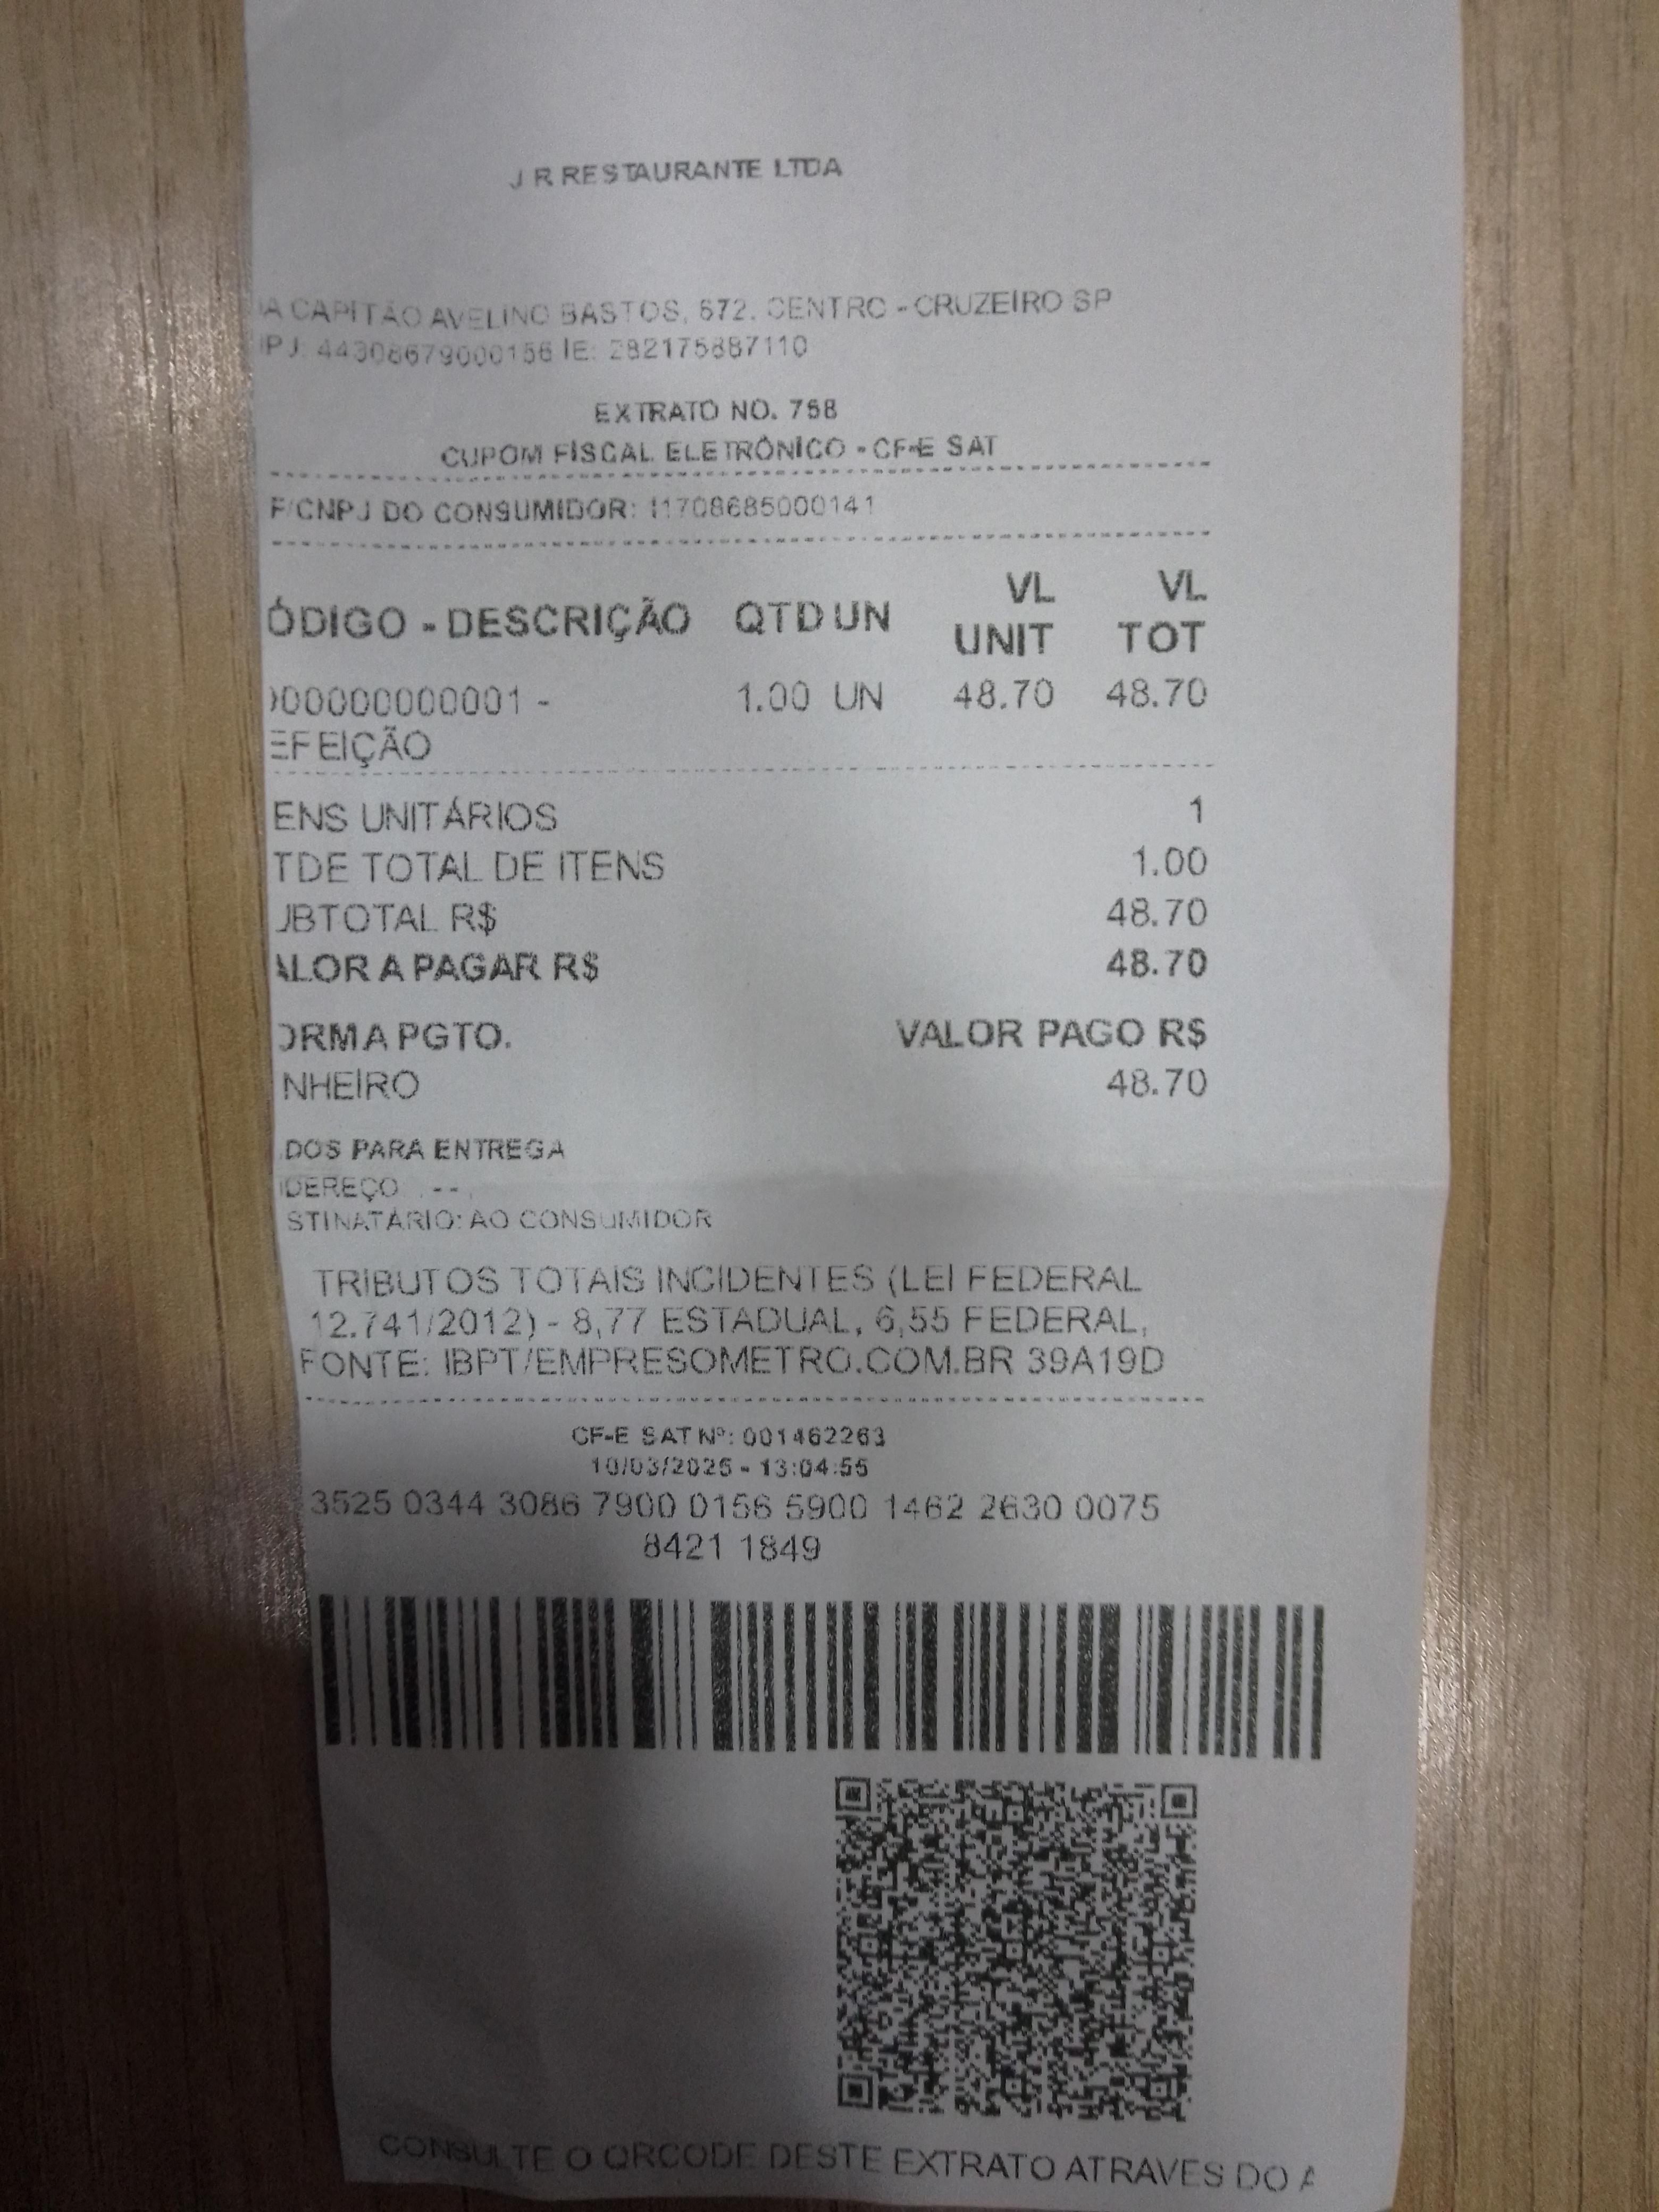 J R RESTAURANTE LTDA
CAPITÃO AVELINO BASTOS, 672. CENTRO - CRUZEIRO SP
44308679000156 IE: 282175887110
EXTRATO NO. 758
CUPOM FISCAL ELETRÔNICO - CF-E SAT
F/CNPJ DO CONSUMIDOR: 11708685000141
ÓDIGO - DESCRIÇÃO QTD UN VL UNIT VL TOT
000000000001 - 1.00 UN 48.70 48.70
EFEIÇÃO
ENS UNITÁRIOS 1
TDE TOTAL DE ITENS 1.00
UBTOTAL R$ 48.70
ALOR A PAGAR R$ 48.70
ORMA PGTO. VALOR PAGO R$
NHEIRO 48.70
DOS PARA ENTREGA
DEREÇO: , - - ,
STINATÁRIO: AO CONSUMIDOR
TRIBUTOS TOTAIS INCIDENTES (LEI FEDERAL
12.741/2012) - 8,77 ESTADUAL, 6,55 FEDERAL,
FONTE: IBPT/EMPRESOMETRO.COM.BR 39A19D
CF-E SAT Nº: 001462263
10/03/2025 - 13:04:55
3525 0344 3086 7900 0156 5900 1462 2630 0075
8421 1849
CONSULTE O QRCODE DESTE EXTRATO ATRAVES DO A